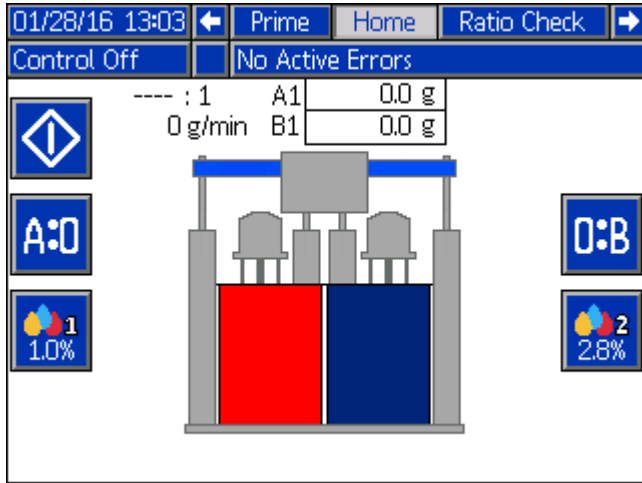 01/28/16 13:03 Prime Home Ratio Check
Control Off No Active Errors
---- : 1 A1 0.0 g
0 g/min B1 0.0 g
A:0 0:B
1 2
1.0% 2.8%